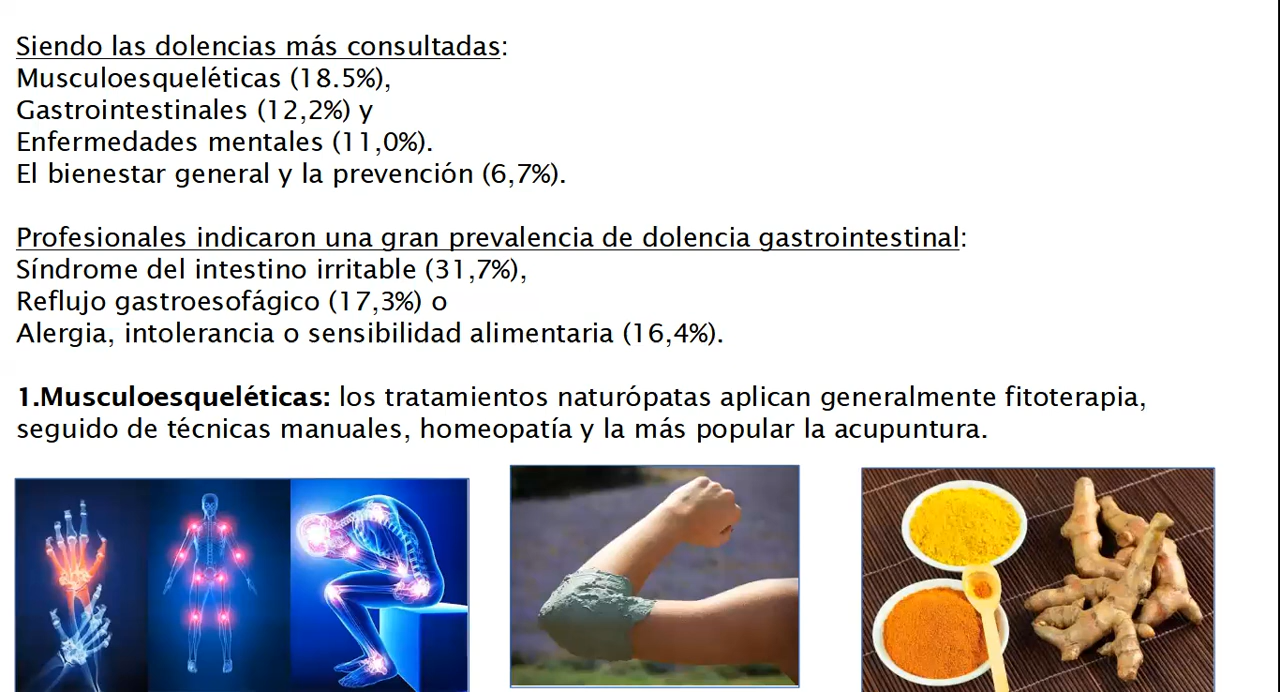 Siendo las dolencias más consultadas:
Musculoesqueléticas (18.5%),
Gastrointestinales (12,2%) y
Enfermedades mentales (11,0%).
El bienestar general y la prevención (6,7%).
Profesionales indicaron una gran prevalencia de dolencia gastrointestinal:
Síndrome del intestino irritable (31,7%),
Reflujo gastroesofágico (17,3%) o
Alergia, intolerancia o sensibilidad alimentaria (16,4%).
1.Musculoesqueléticas: los tratamientos naturópatas aplican generalmente fitoterapia,
seguido de técnicas manuales, homeopatía y la más popular la acupuntura.